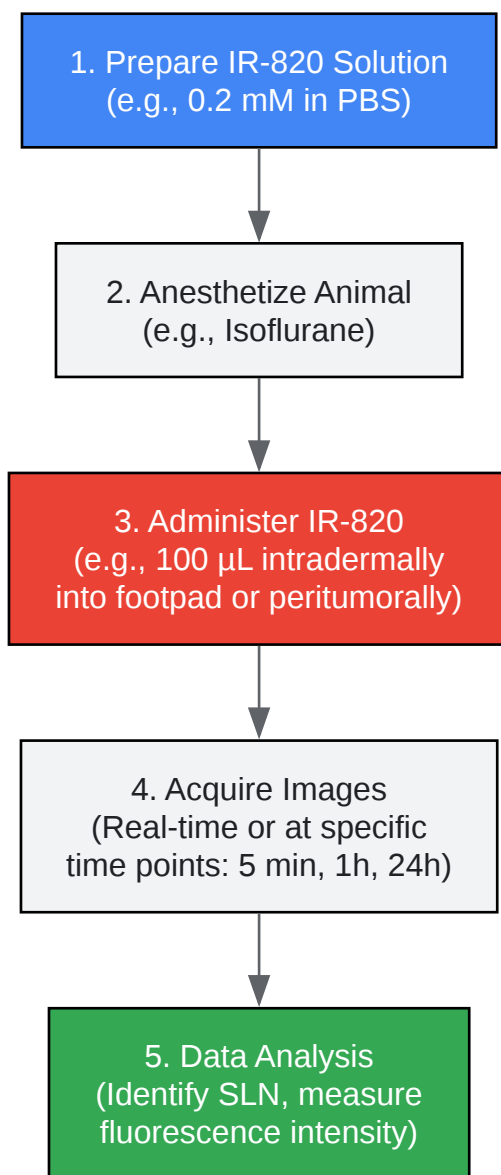 1. Prepare IR-820 Solution
(e.g., 0.2 mM in PBS)
2. Anesthetize Animal
(e.g., Isoflurane)
3. Administer IR-820
(e.g., 100 µL intradermally
into footpad or peritumorally)
4. Acquire Images
(Real-time or at specific
time points: 5 min, 1h, 24h)
5. Data Analysis
(Identify SLN, measure
fluorescence intensity)